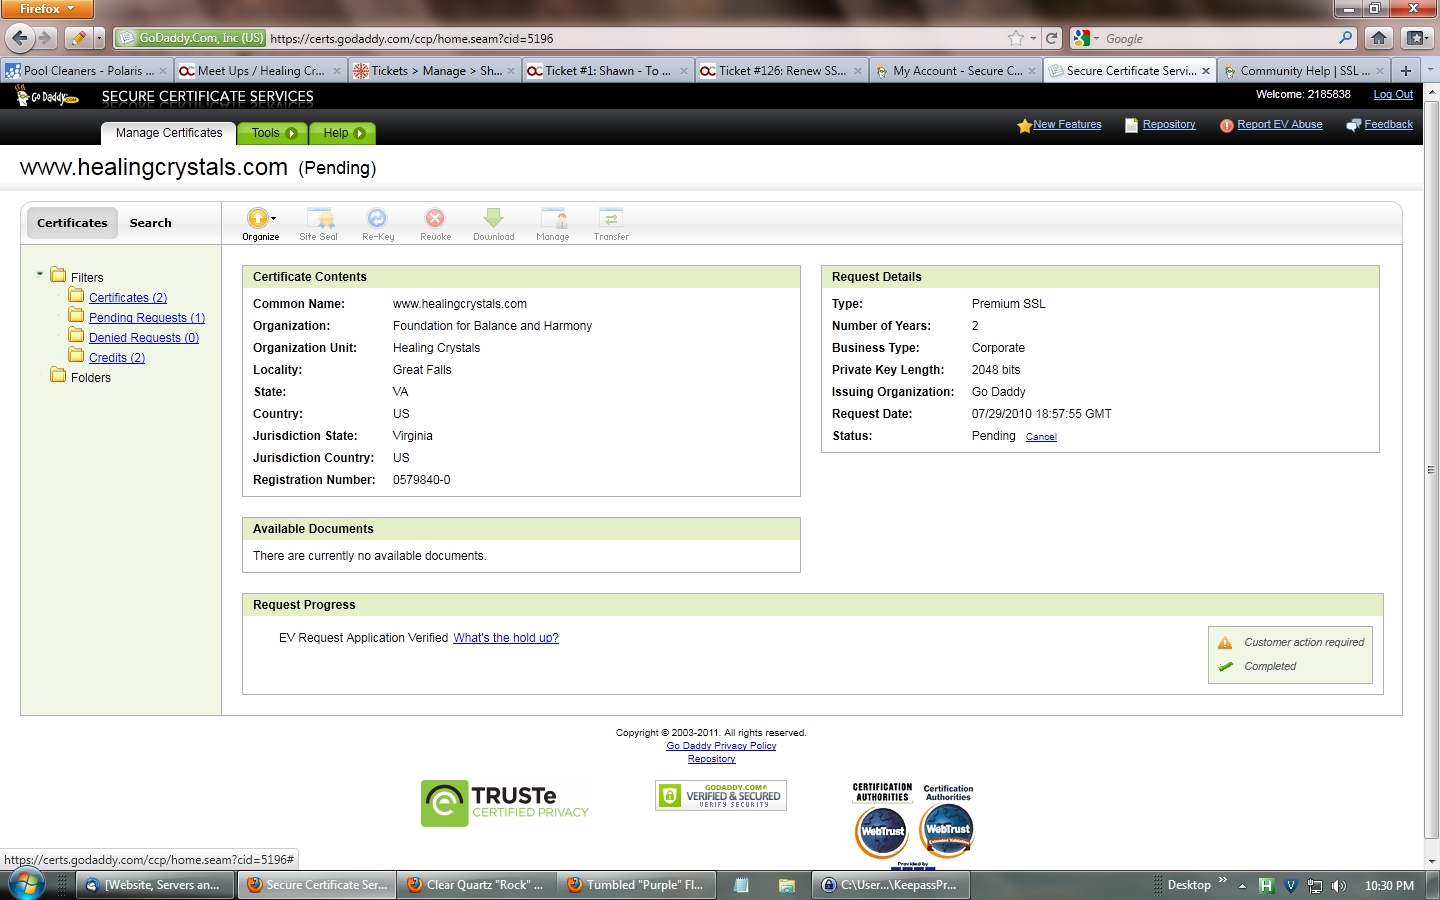 Firefox
GoDaddy.Com, Inc (US) https://certs.godaddy.com/ccp/home.seam?cid=5196
Google
Pool Cleaners - Polaris ...
Meet Ups / Healing Cr...
Tickets > Manage > Sh...
Ticket #1: Shawn - To ...
Ticket #126: Renew SS...
My Account - Secure C...
Secure Certificate Servi...
Community Help | SSL ...
Go Daddy.com
SECURE CERTIFICATE SERVICES
Welcome: 2185838
Log Out
Manage Certificates
Tools
Help
New Features
Repository
Report EV Abuse
Feedback
www.healingcrystals.com (Pending)
Certificates
Search
Organize
Site Seal
Re-Key
Revoke
Download
Manage
Transfer
Filters
Certificates (2)
Pending Requests (1)
Denied Requests (0)
Credits (2)
Folders
Certificate Contents
Common Name: www.healingcrystals.com
Organization: Foundation for Balance and Harmony
Organization Unit: Healing Crystals
Locality: Great Falls
State: VA
Country: US
Jurisdiction State: Virginia
Jurisdiction Country: US
Registration Number: 0579840-0
Request Details
Type: Premium SSL
Number of Years: 2
Business Type: Corporate
Private Key Length: 2048 bits
Issuing Organization: Go Daddy
Request Date: 07/29/2010 18:57:55 GMT
Status: Pending Cancel
Available Documents
There are currently no available documents.
Request Progress
EV Request Application Verified What's the hold up?
Customer action required
Completed
Copyright © 2003-2011. All rights reserved.
Go Daddy Privacy Policy
Repository
TRUSTe
CERTIFIED PRIVACY
GODADDY.COM®
VERIFIED & SECURED
VERIFY SECURITY
CERTIFICATION
AUTHORITIES
WebTrust
Provided by
Certification
Authorities
WebTrust
Extended Validation
https://certs.godaddy.com/ccp/home.seam?cid=5196#
[Website, Servers an...
Secure Certificate Ser...
Clear Quartz "Rock" ...
Tumbled "Purple" Fl...
C:\User...\KeepassPr...
Desktop
10:30 PM